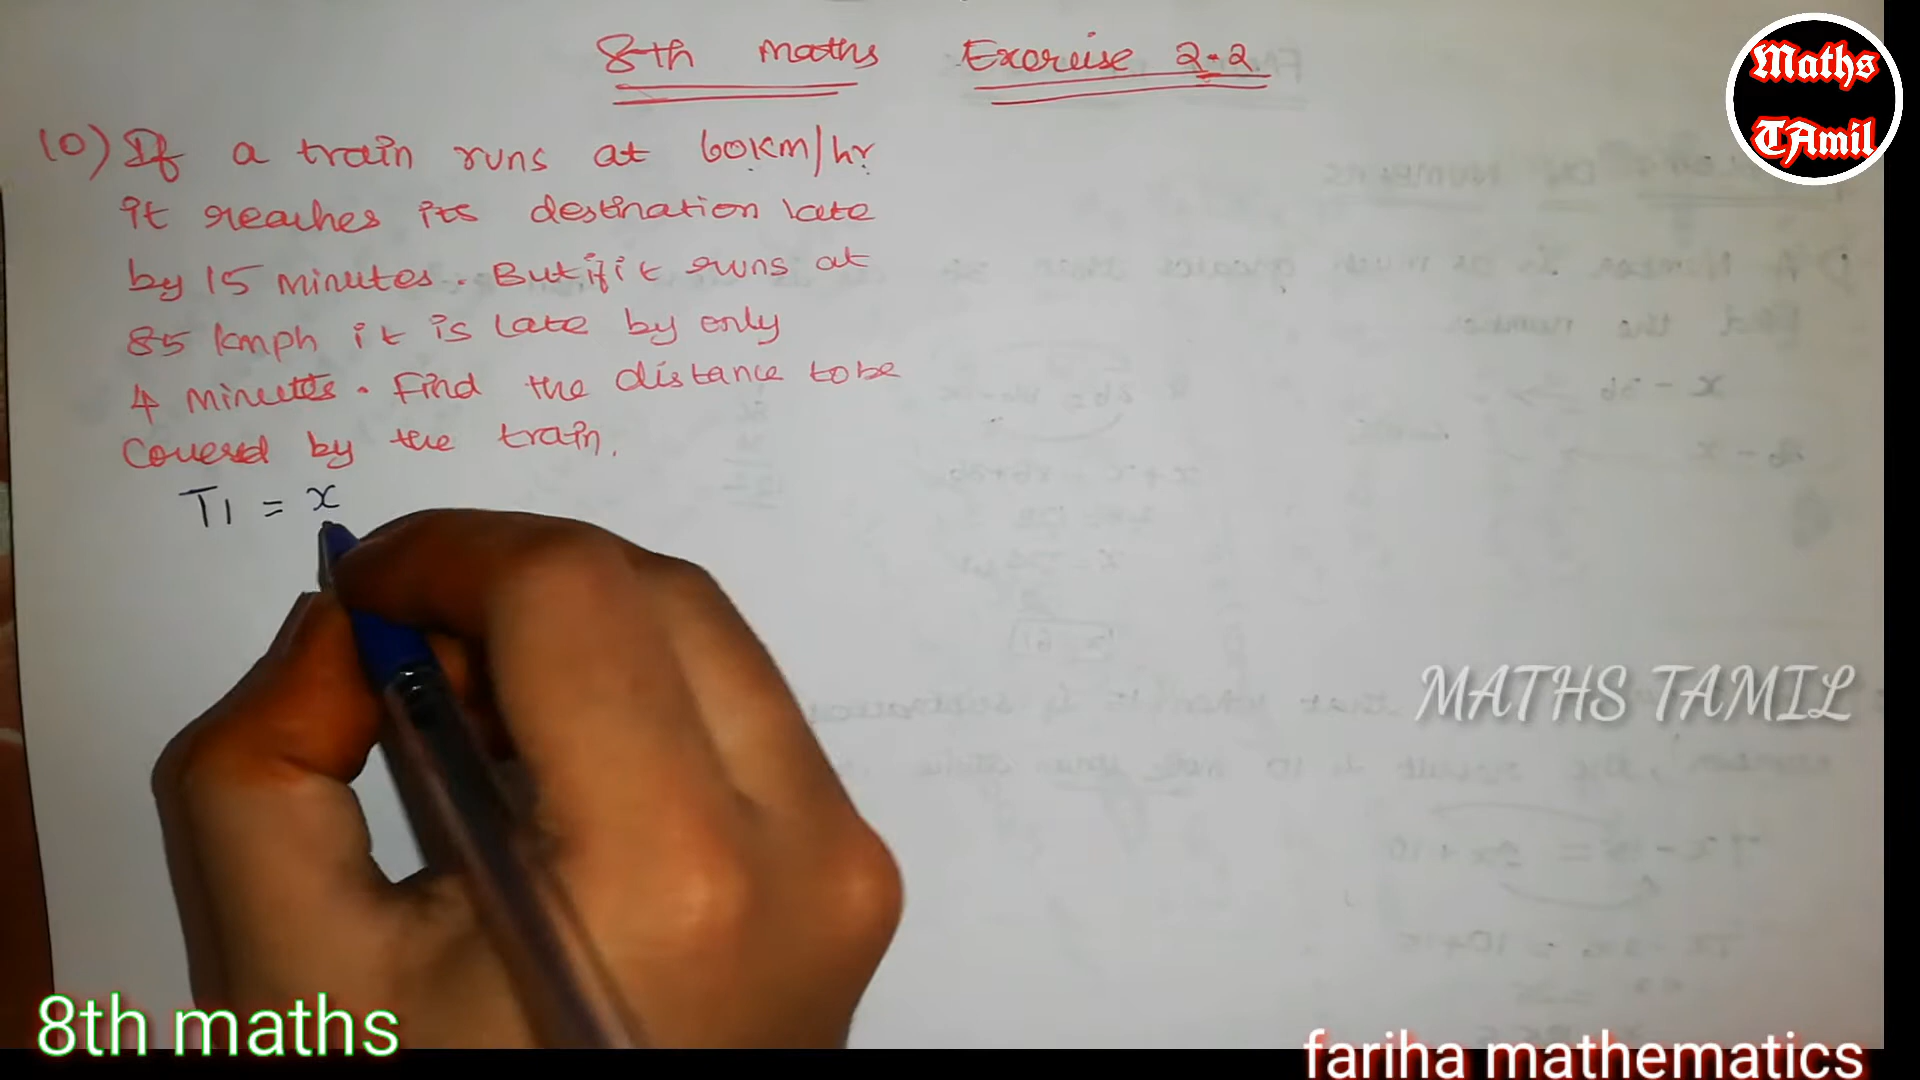 8th Maths Exercise 2.2
Maths
TAmil
10) If a train runs at 60KM/hr
it reaches its destination late
by 15 minutes. But if it runs at
85 kmph it is late by only
4 minutes. Find the distance to be
covered by the train.
T1 = x
MATHS TAMIL
8th maths
fariha mathematics